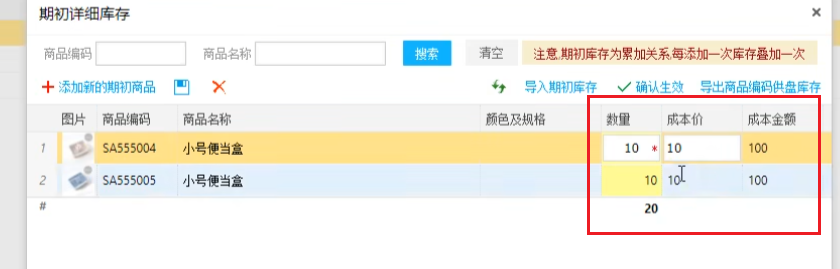 期初详细库存
商品编码 商品名称 搜索 清空 注意,期初库存为累加关系,每添加一次库存叠加一次
添加新的期初商品 导入期初库存 确认生效 导出商品编码供盘库存
图片 商品编码 商品名称 颜色及规格 数量 成本价 成本金额
1 SA555004 小号便当盒 10 * 10 100
2 SA555005 小号便当盒 10 10 100
# 20